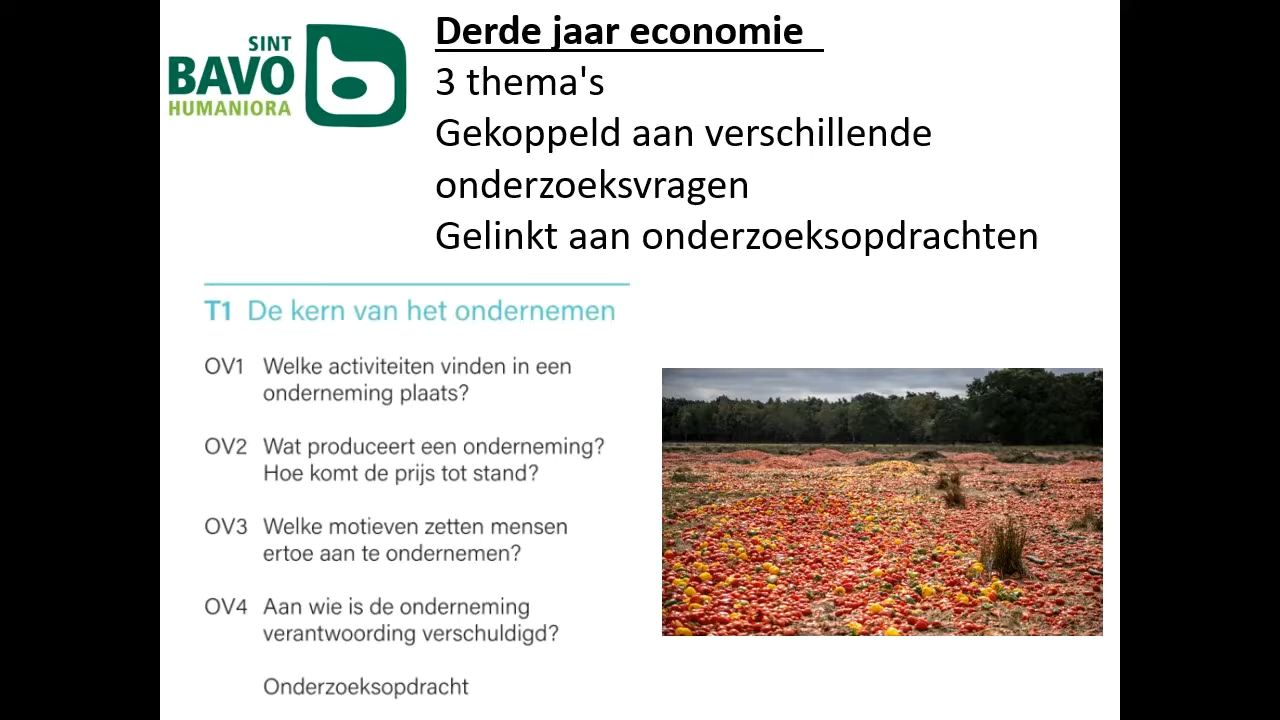 SINT
BAVO
HUMANIORA
Derde jaar economie
3 thema's
Gekoppeld aan verschillende
onderzoeksvragen
Gelinkt aan onderzoeksopdrachten
T1 De kern van het ondernemen
OV1 Welke activiteiten vinden in een
onderneming plaats?
OV2 Wat produceert een onderneming?
Hoe komt de prijs tot stand?
OV3 Welke motieven zetten mensen
ertoe aan te ondernemen?
OV4 Aan wie is de onderneming
verantwoording verschuldigd?
Onderzoeksopdracht